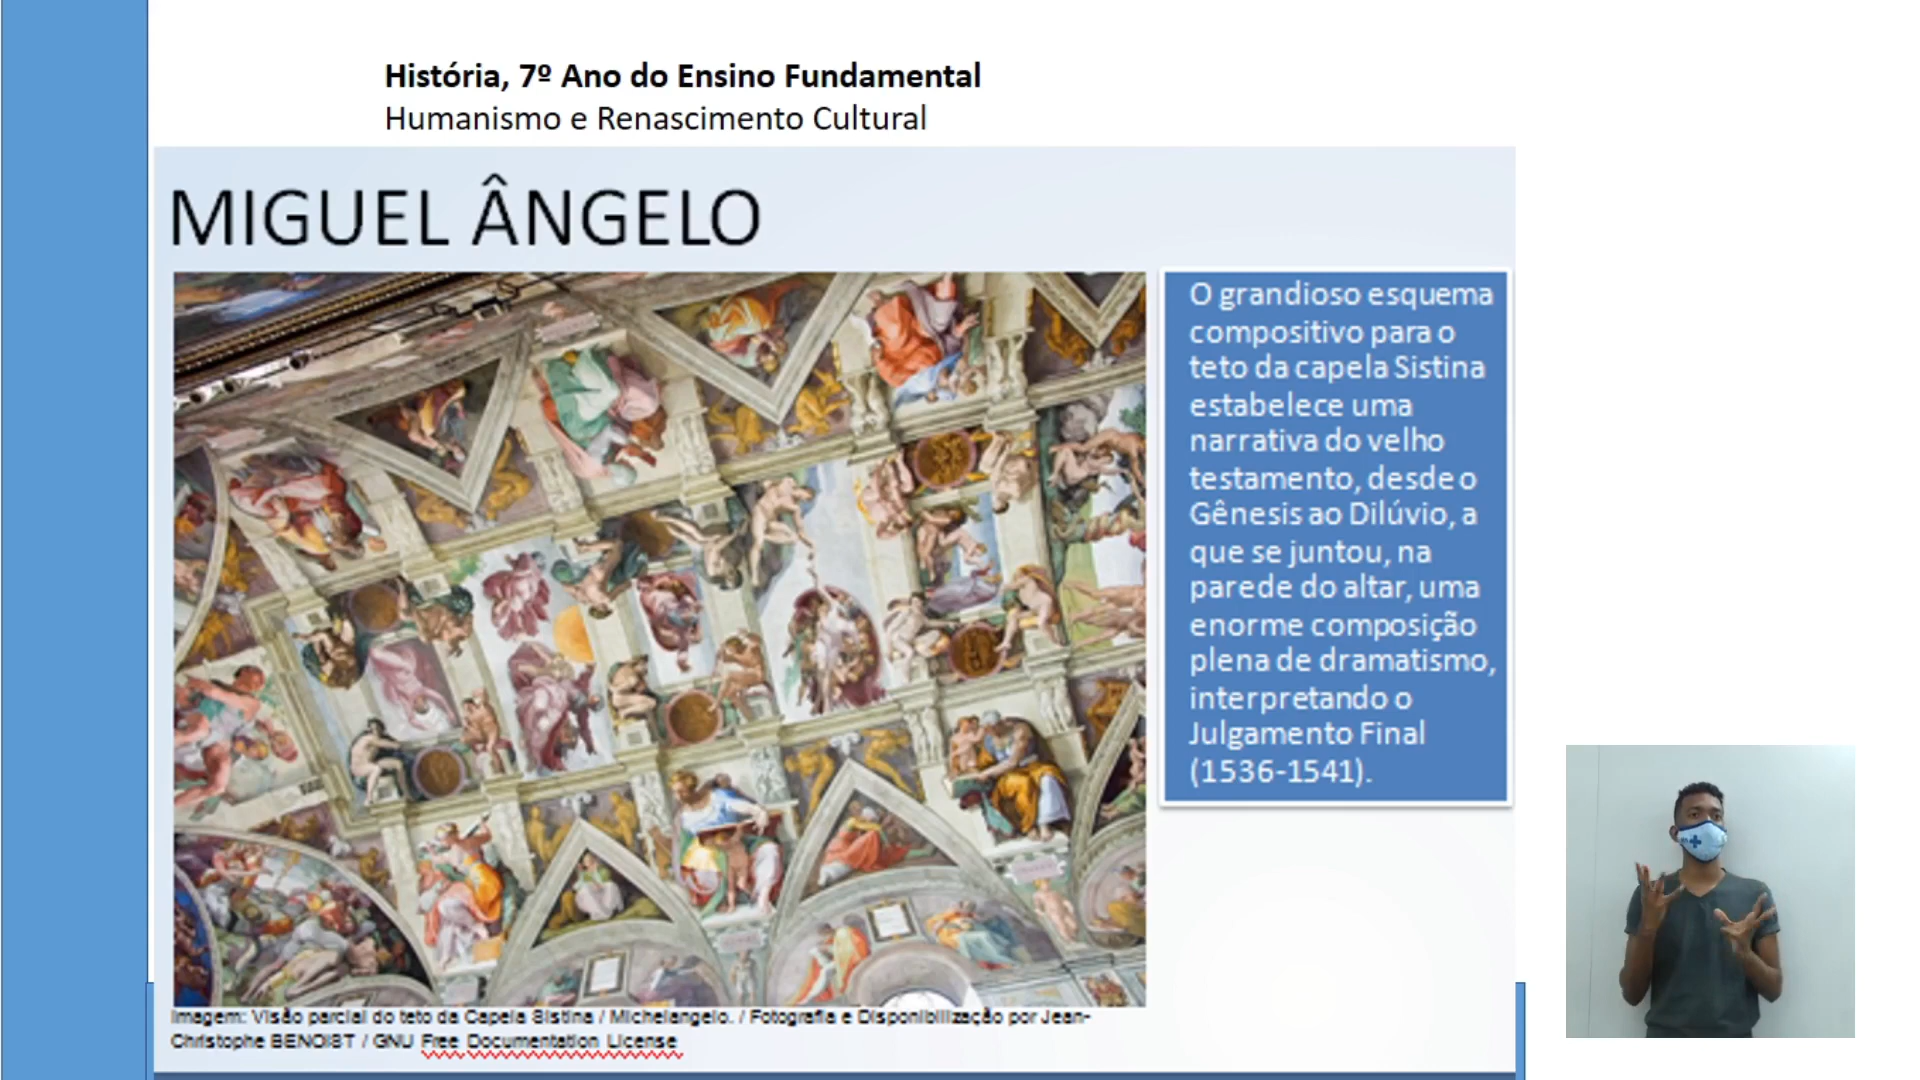 História, 7º Ano do Ensino Fundamental
Humanismo e Renascimento Cultural
MIGUEL ÂNGELO
O grandioso esquema
compositivo para o
teto da capela Sistina
estabelece uma
narrativa do velho
testamento, desde o
Gênesis ao Dilúvio, a
que se juntou, na
parede do altar, uma
enorme composição
plena de dramatismo,
interpretando o
Julgamento Final
(1536-1541).
Imagem: Visão parcial do teto da Capela Sistina / Michelangelo. / Fotografia e Disponibilização por Jean-
Christophe BENOIST / GNU Free Documentation License